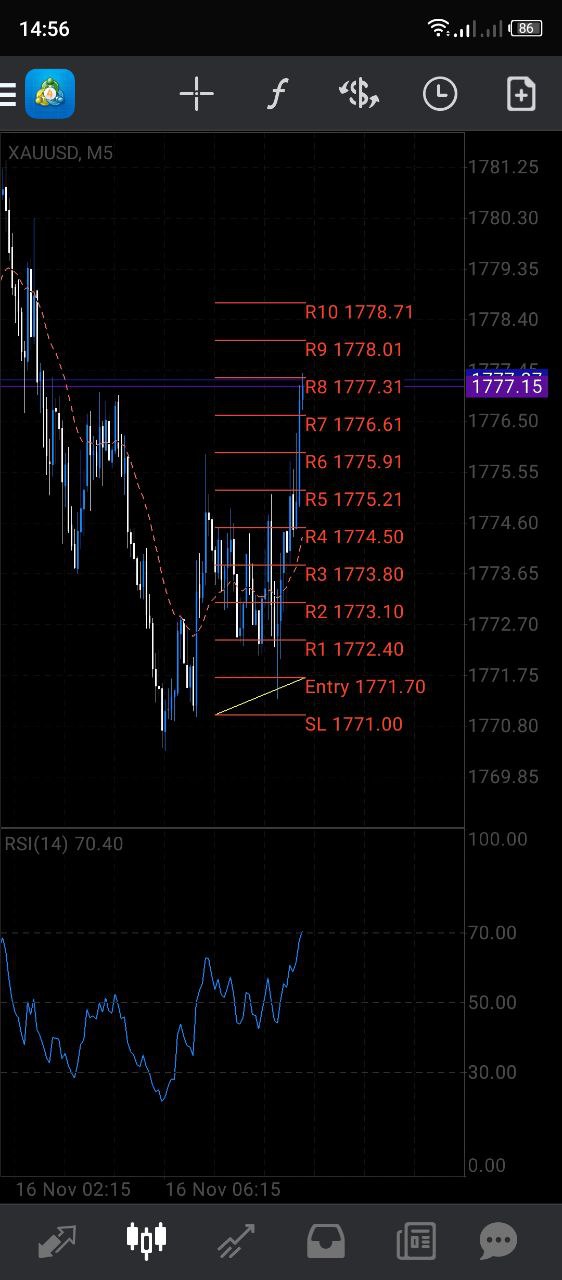 14:56
86
XAUUSD, M5
1781.25
1780.30
1779.35
R10 1778.71
1778.40
R9 1778.01
1777.15
R8 1777.31
R7 1776.61
1776.50
R6 1775.91
1775.55
R5 1775.21
1774.60
R4 1774.50
R3 1773.80
1773.65
R2 1773.10
1772.70
R1 1772.40
1771.75
Entry 1771.70
SL 1771.00
1770.80
1769.85
RSI(14) 70.40
100.00
70.00
50.00
30.00
0.00
16 Nov 02:15 16 Nov 06:15